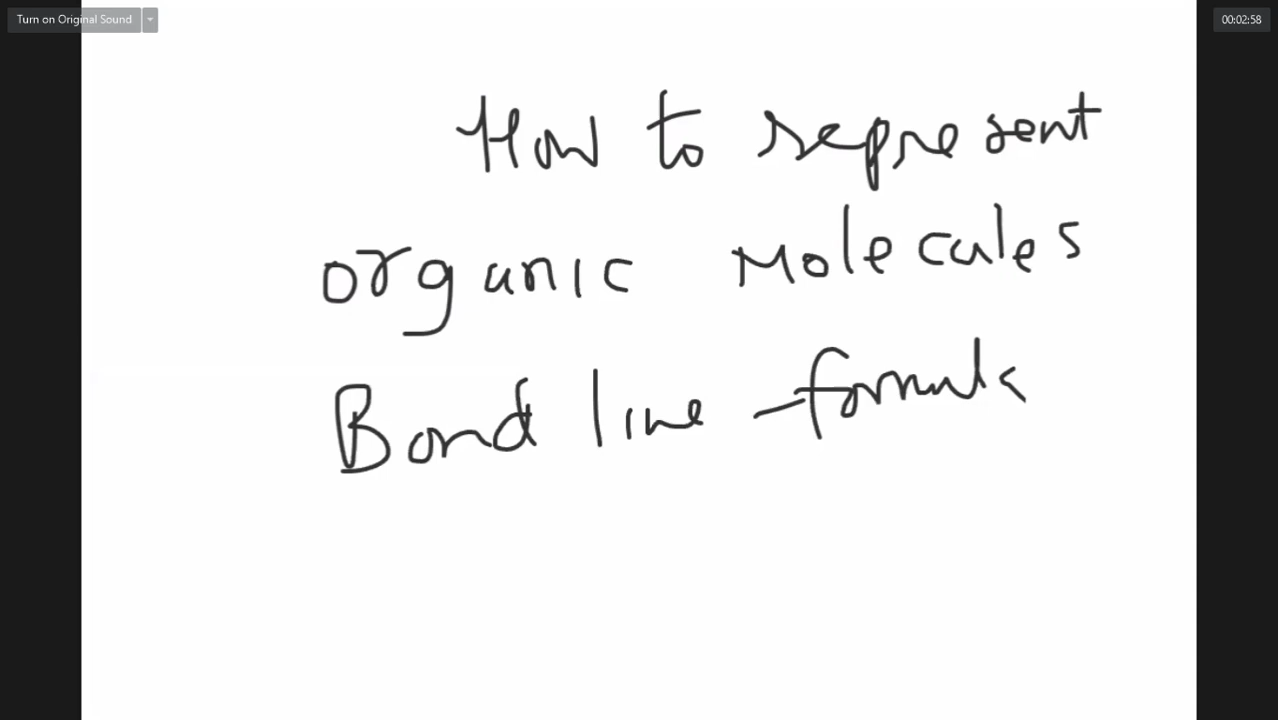 Turn on Original Sound
00:02:58
How to represent
organic Molecules
Bond line - formula